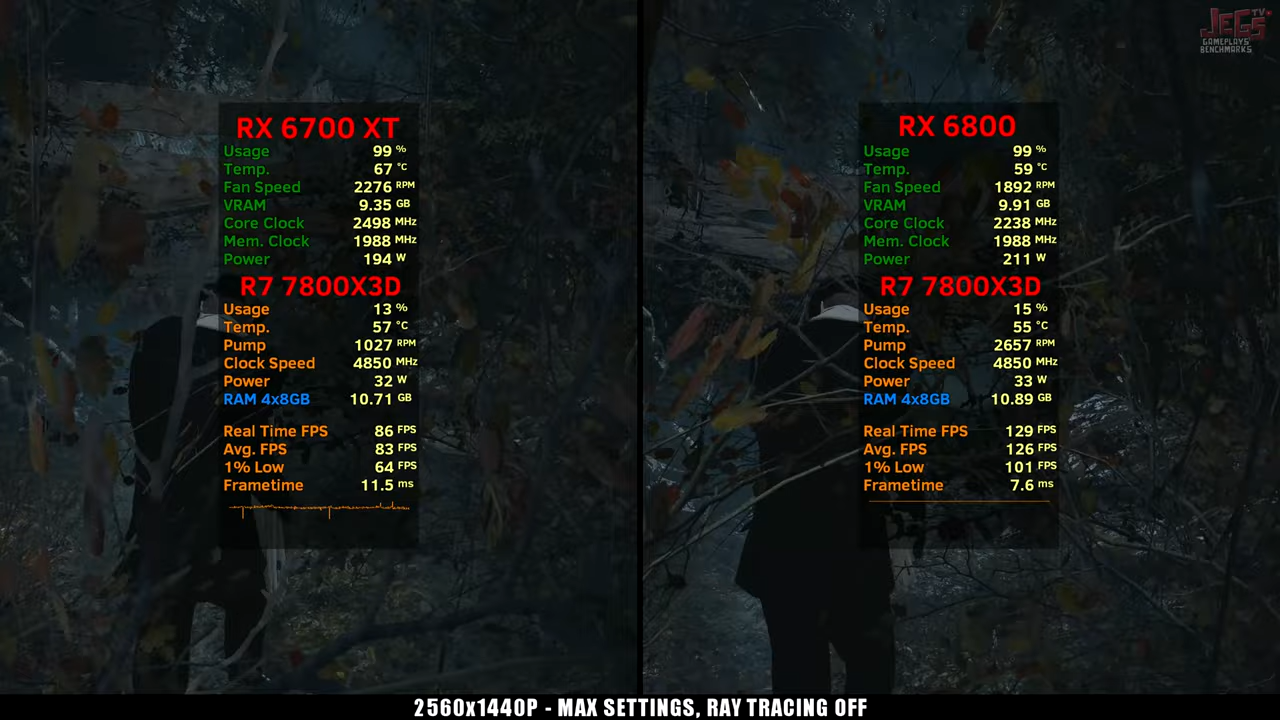 JEGS TV
GAMEPLAYS
BENCHMARKS
RX 6700 XT
Usage 99 %
Temp. 67 °C
Fan Speed 2276 RPM
VRAM 9.35 GB
Core Clock 2498 MHz
Mem. Clock 1988 MHz
Power 194 W
R7 7800X3D
Usage 13 %
Temp. 57 °C
Pump 1027 RPM
Clock Speed 4850 MHz
Power 32 W
RAM 4x8GB 10.71 GB
Real Time FPS 86 FPS
Avg. FPS 83 FPS
1% Low 64 FPS
Frametime 11.5 ms
RX 6800
Usage 99 %
Temp. 59 °C
Fan Speed 1892 RPM
VRAM 9.91 GB
Core Clock 2238 MHz
Mem. Clock 1988 MHz
Power 211 W
R7 7800X3D
Usage 15 %
Temp. 55 °C
Pump 2657 RPM
Clock Speed 4850 MHz
Power 33 W
RAM 4x8GB 10.89 GB
Real Time FPS 129 FPS
Avg. FPS 126 FPS
1% Low 101 FPS
Frametime 7.6 ms
2560x1440P - MAX SETTINGS, RAY TRACING OFF